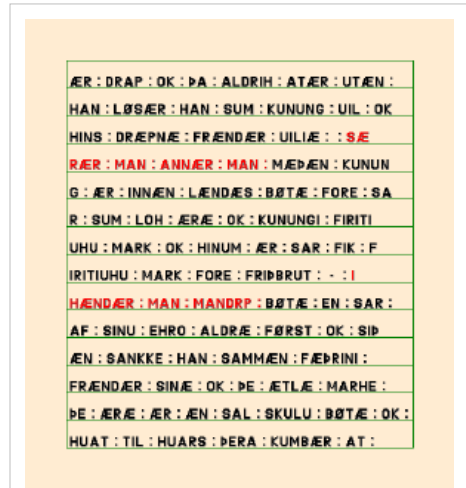 ÆR : DRAP : OK : ÞA : ALDRIH : ATÆR : UTÆN :
HAN : LØSÆR : HAN : SUM : KUNUNG : UIL : OK
HINS : DRÆPNÆ : FRÆNDÆR : UILIÆ : : SÆ
RÆR : MAN : ANNÆR : MAN : MÆÞÆN : KUNUN
G : ÆR : INNÆN : LÆNDÆS : BØTÆ : FORE : SA
R : SUM : LOH : ÆRÆ : OK : KUNUNGI : FIRITI
UHU : MARK : OK : HINUM : ÆR : SAR : FIK : F
IRITIUHU : MARK : FORE : FRIÞBRUT : - : I
HÆNDÆR : MAN : MANDRP : BØTÆ : EN : SAR :
AF : SINU : EHRO : ALDRÆ : FØRST : OK : SIÞ
ÆN : SANKKE : HAN : SAMMÆN : FÆÞRINI :
FRÆNDÆR : SINÆ : OK : ÞE : ÆTLÆ : MARHE :
ÞE : ÆRÆ : ÆR : ÆN : SAL : SKULU : BØTÆ : OK :
HUAT : TIL : HUARS : ÞERA : KUMBÆR : AT :